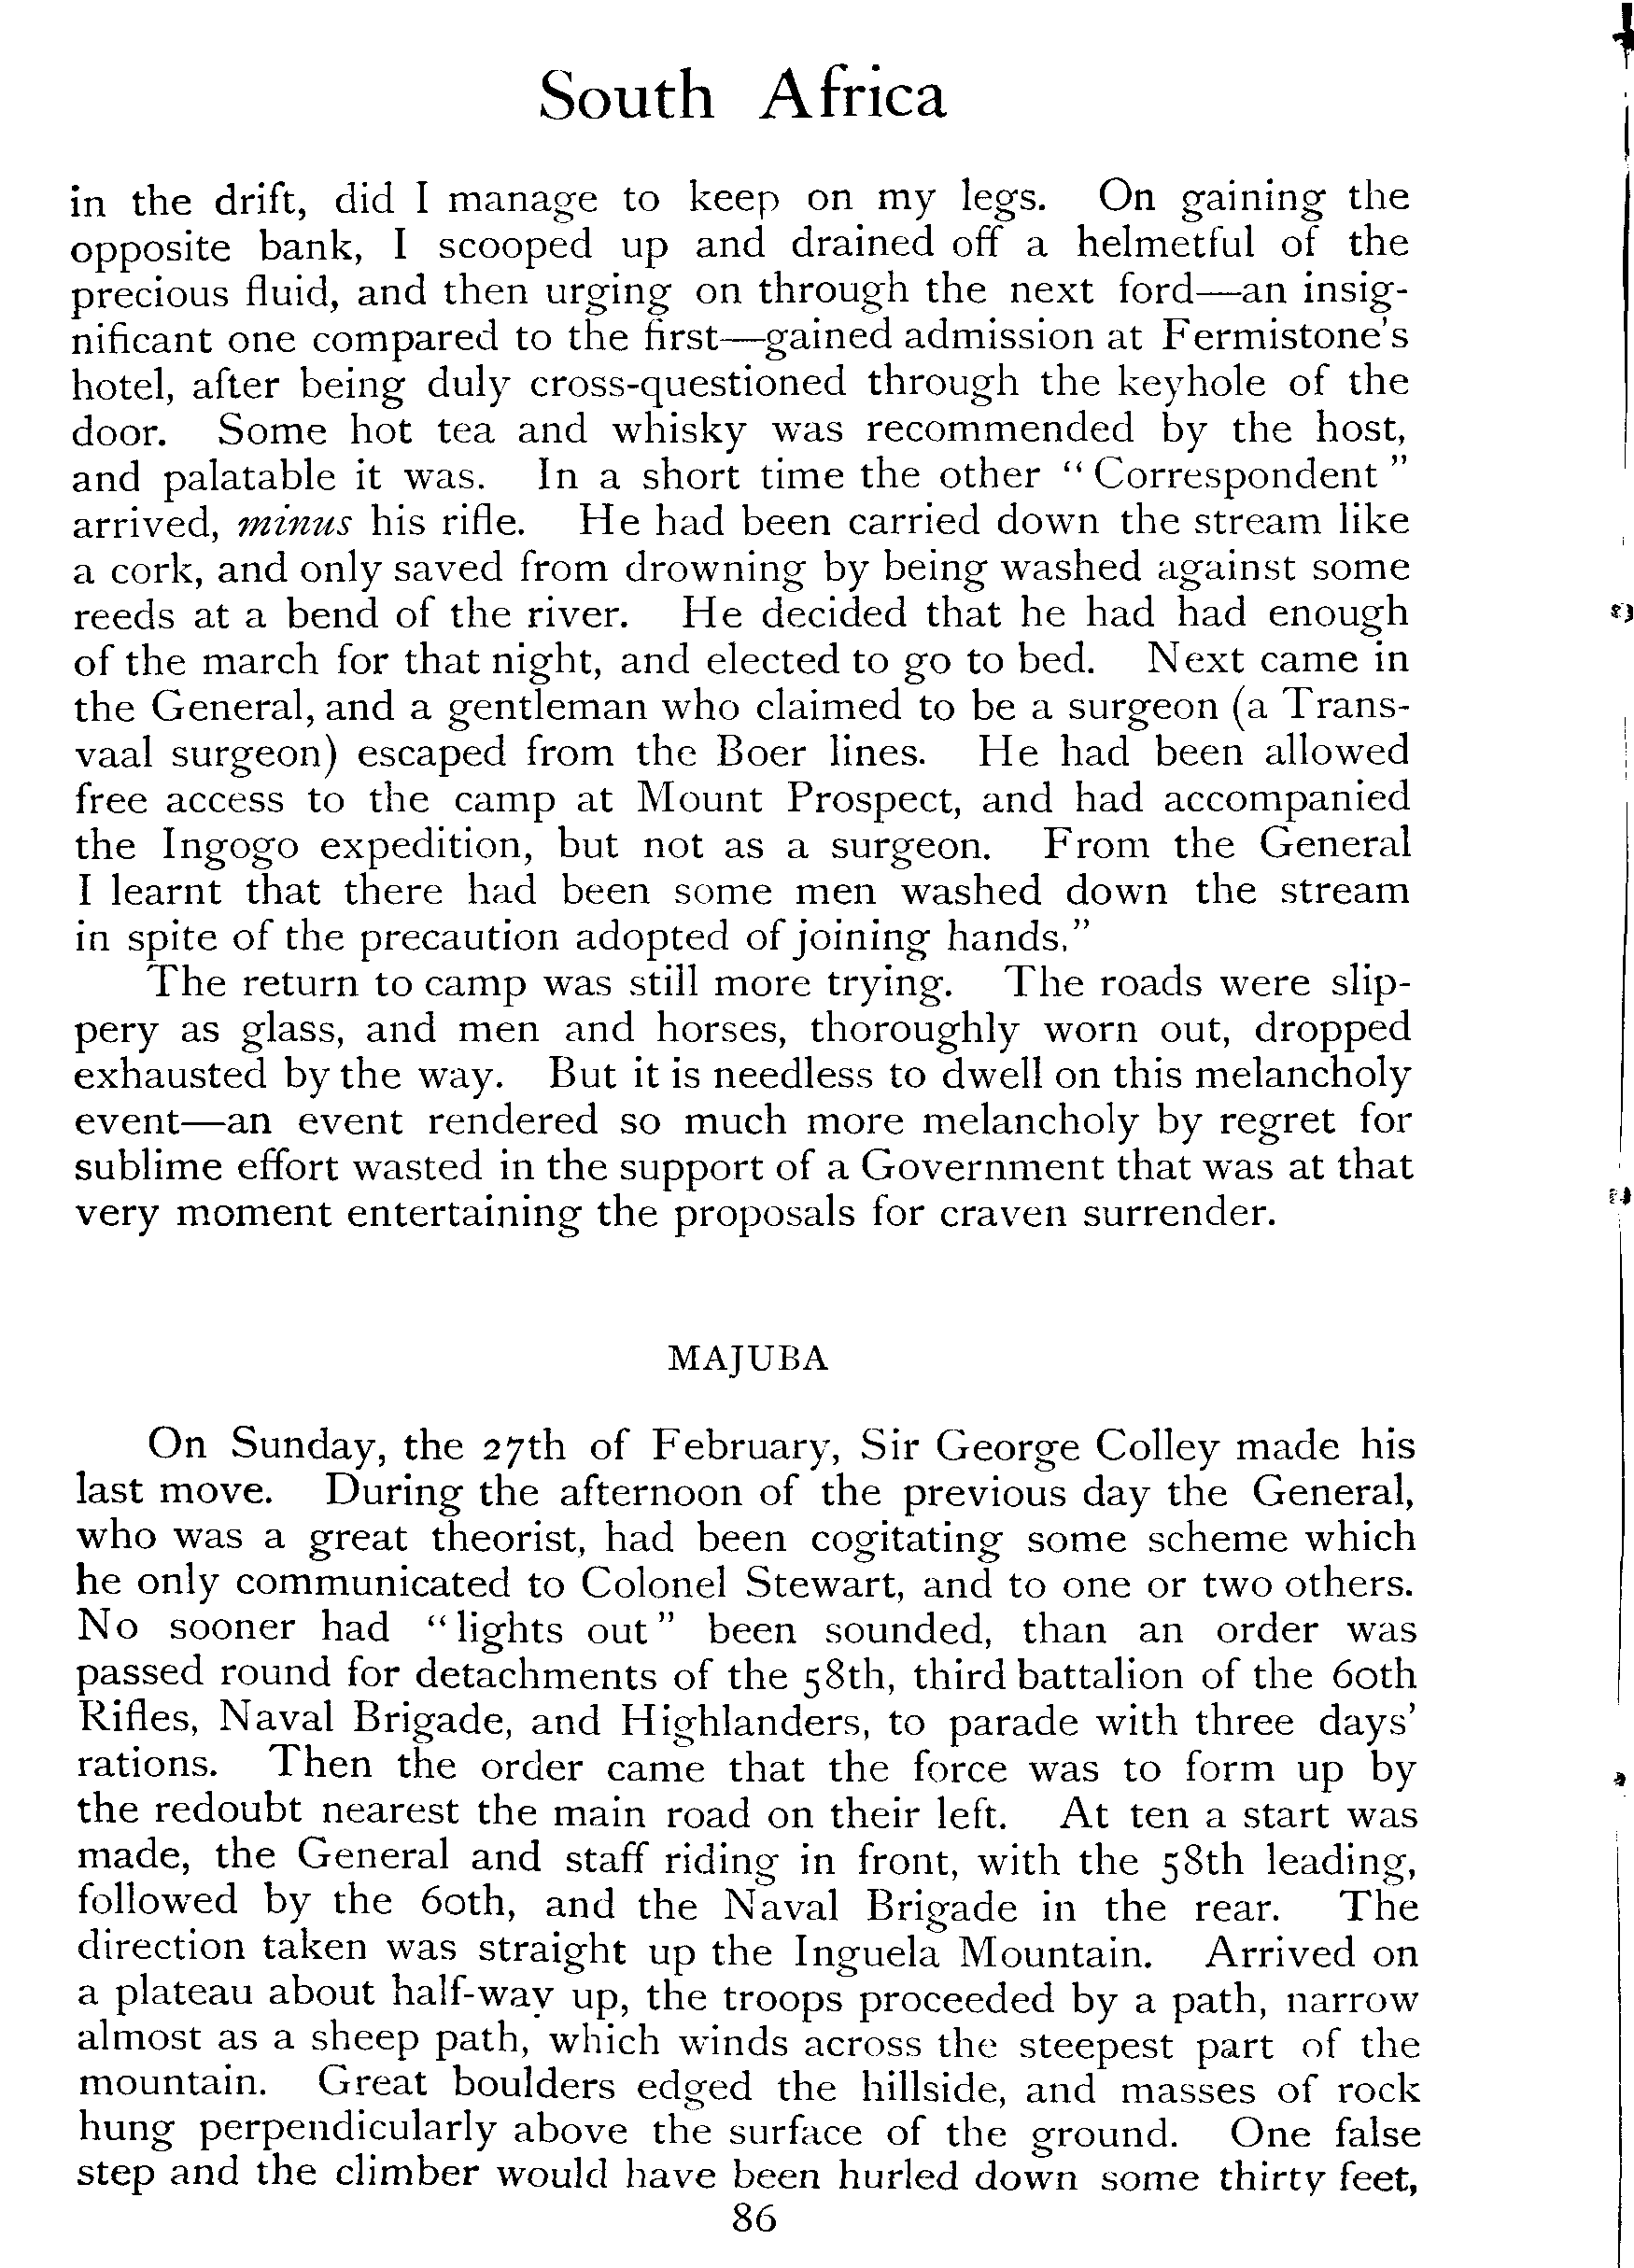 South Africa
in the drift, did I manage to keep on my legs. On gaining the
opposite bank, I scooped up and drained off a helmetful of the
precious fluid, and then urging on through the next ford—an insig-
nificant one compared to the first—gained admission at Fermistone's
hotel, after being duly cross-questioned through the keyhole of the
door. Some hot tea and whisky was recommended by the host,
and palatable it was. In a short time the other "Correspondent"
arrived, minus his rifle. He had been carried down the stream like
a cork, and only saved from drowning by being washed against some
reeds at a bend of the river. He decided that he had had enough
of the march for that night, and elected to go to bed. Next came in
the General, and a gentleman who claimed to be a surgeon (a Trans-
vaal surgeon) escaped from the Boer lines. He had been allowed
free access to the camp at Mount Prospect, and had accompanied
the Ingogo expedition, but not as a surgeon. From the General
I learnt that there had been some men washed down the stream
in spite of the precaution adopted of joining hands."
The return to camp was still more trying. The roads were slip-
pery as glass, and men and horses, thoroughly worn out, dropped
exhausted by the way. But it is needless to dwell on this melancholy
event—an event rendered so much more melancholy by regret for
sublime effort wasted in the support of a Government that was at that
very moment entertaining the proposals for craven surrender.
MAJUBA
On Sunday, the 27th of February, Sir George Colley made his
last move. During the afternoon of the previous day the General,
who was a great theorist, had been cogitating some scheme which
he only communicated to Colonel Stewart, and to one or two others.
No sooner had "lights out" been sounded, than an order was
passed round for detachments of the 58th, third battalion of the 60th
Rifles, Naval Brigade, and Highlanders, to parade with three days'
rations. Then the order came that the force was to form up by
the redoubt nearest the main road on their left. At ten a start was
made, the General and staff riding in front, with the 58th leading,
followed by the 60th, and the Naval Brigade in the rear. The
direction taken was straight up the Inguela Mountain. Arrived on
a plateau about half-way up, the troops proceeded by a path, narrow
almost as a sheep path, which winds across the steepest part of the
mountain. Great boulders edged the hillside, and masses of rock
hung perpendicularly above the surface of the ground. One false
step and the climber would have been hurled down some thirty feet,
86